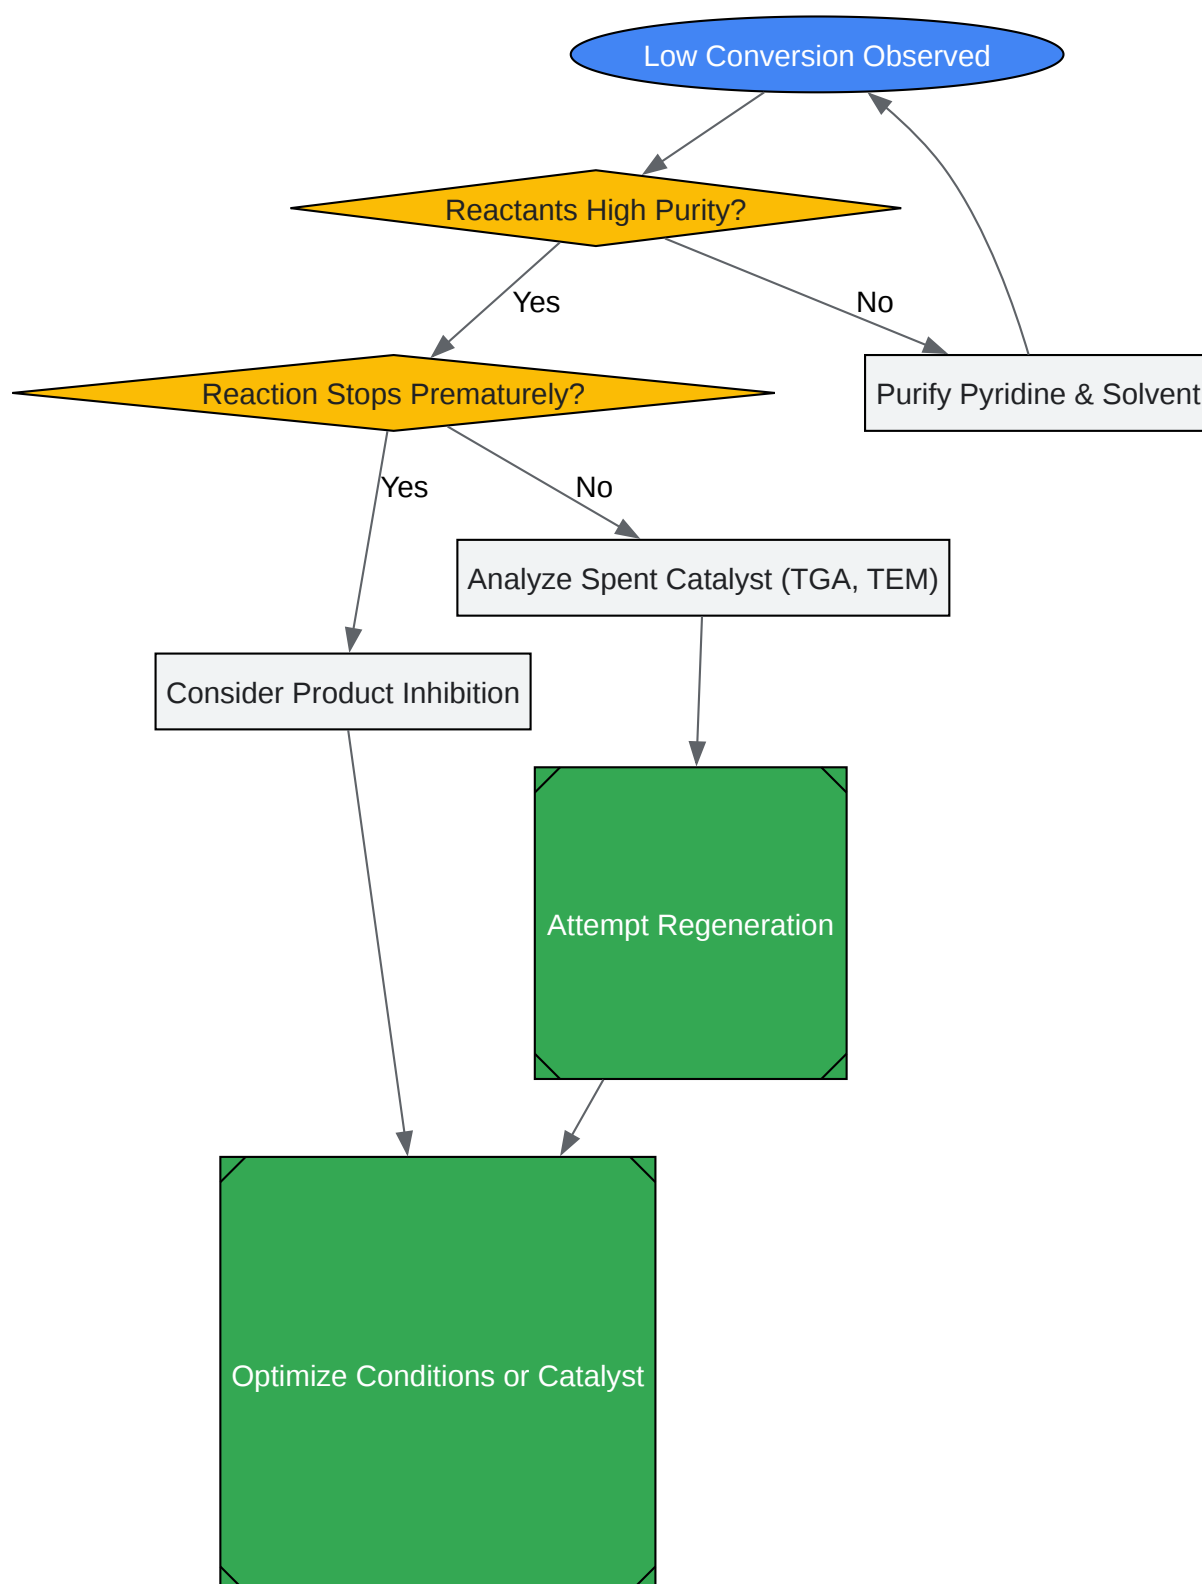 Low Conversion Observed
Reactants High Purity?
Yes
No
Reaction Stops Prematurely?
Purify Pyridine & Solvent
Yes
No
Analyze Spent Catalyst (TGA, TEM)
Consider Product Inhibition
Attempt Regeneration
Optimize Conditions or Catalyst